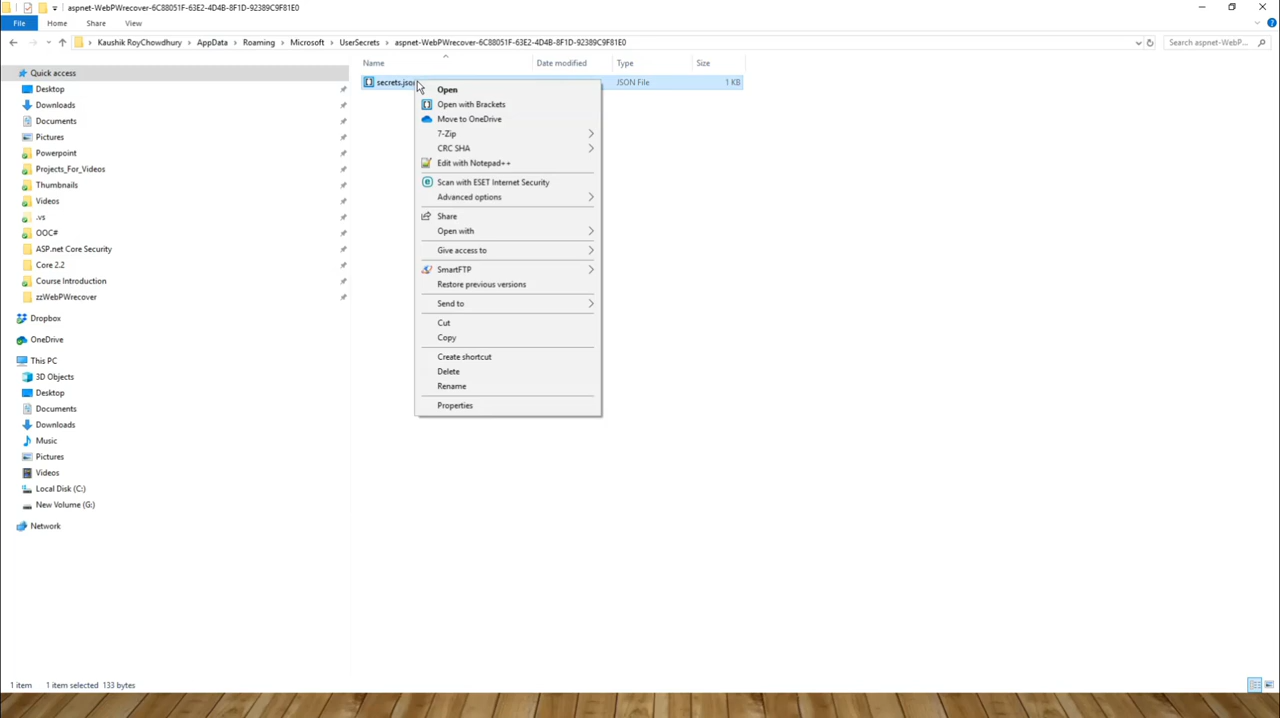 aspnet-WebPWrecover-6C88051F-63E2-4D4B-8F1D-92389C9F81E0
File Home Share View
Kaushik RoyChowdhury AppData Roaming Microsoft UserSecrets aspnet-WebPWrecover-6C88051F-63E2-4D4B-8F1D-92389C9F81E0 Search aspnet-WebP...
Name Date modified Type Size
secrets.json JSON File 1 KB
Quick access
Desktop
Downloads
Documents
Pictures
Powerpoint
Projects_For_Videos
Thumbnails
Videos
.vs
OOC#
ASP.net Core Security
Core 2.2
Course Introduction
zzWebPWrecover
Dropbox
OneDrive
This PC
3D Objects
Desktop
Documents
Downloads
Music
Pictures
Videos
Local Disk (C:)
New Volume (G:)
Network
Open
Open with Brackets
Move to OneDrive
7-Zip
CRC SHA
Edit with Notepad++
Scan with ESET Internet Security
Advanced options
Share
Open with
Give access to
SmartFTP
Restore previous versions
Send to
Cut
Copy
Create shortcut
Delete
Rename
Properties
1 item 1 item selected 133 bytes